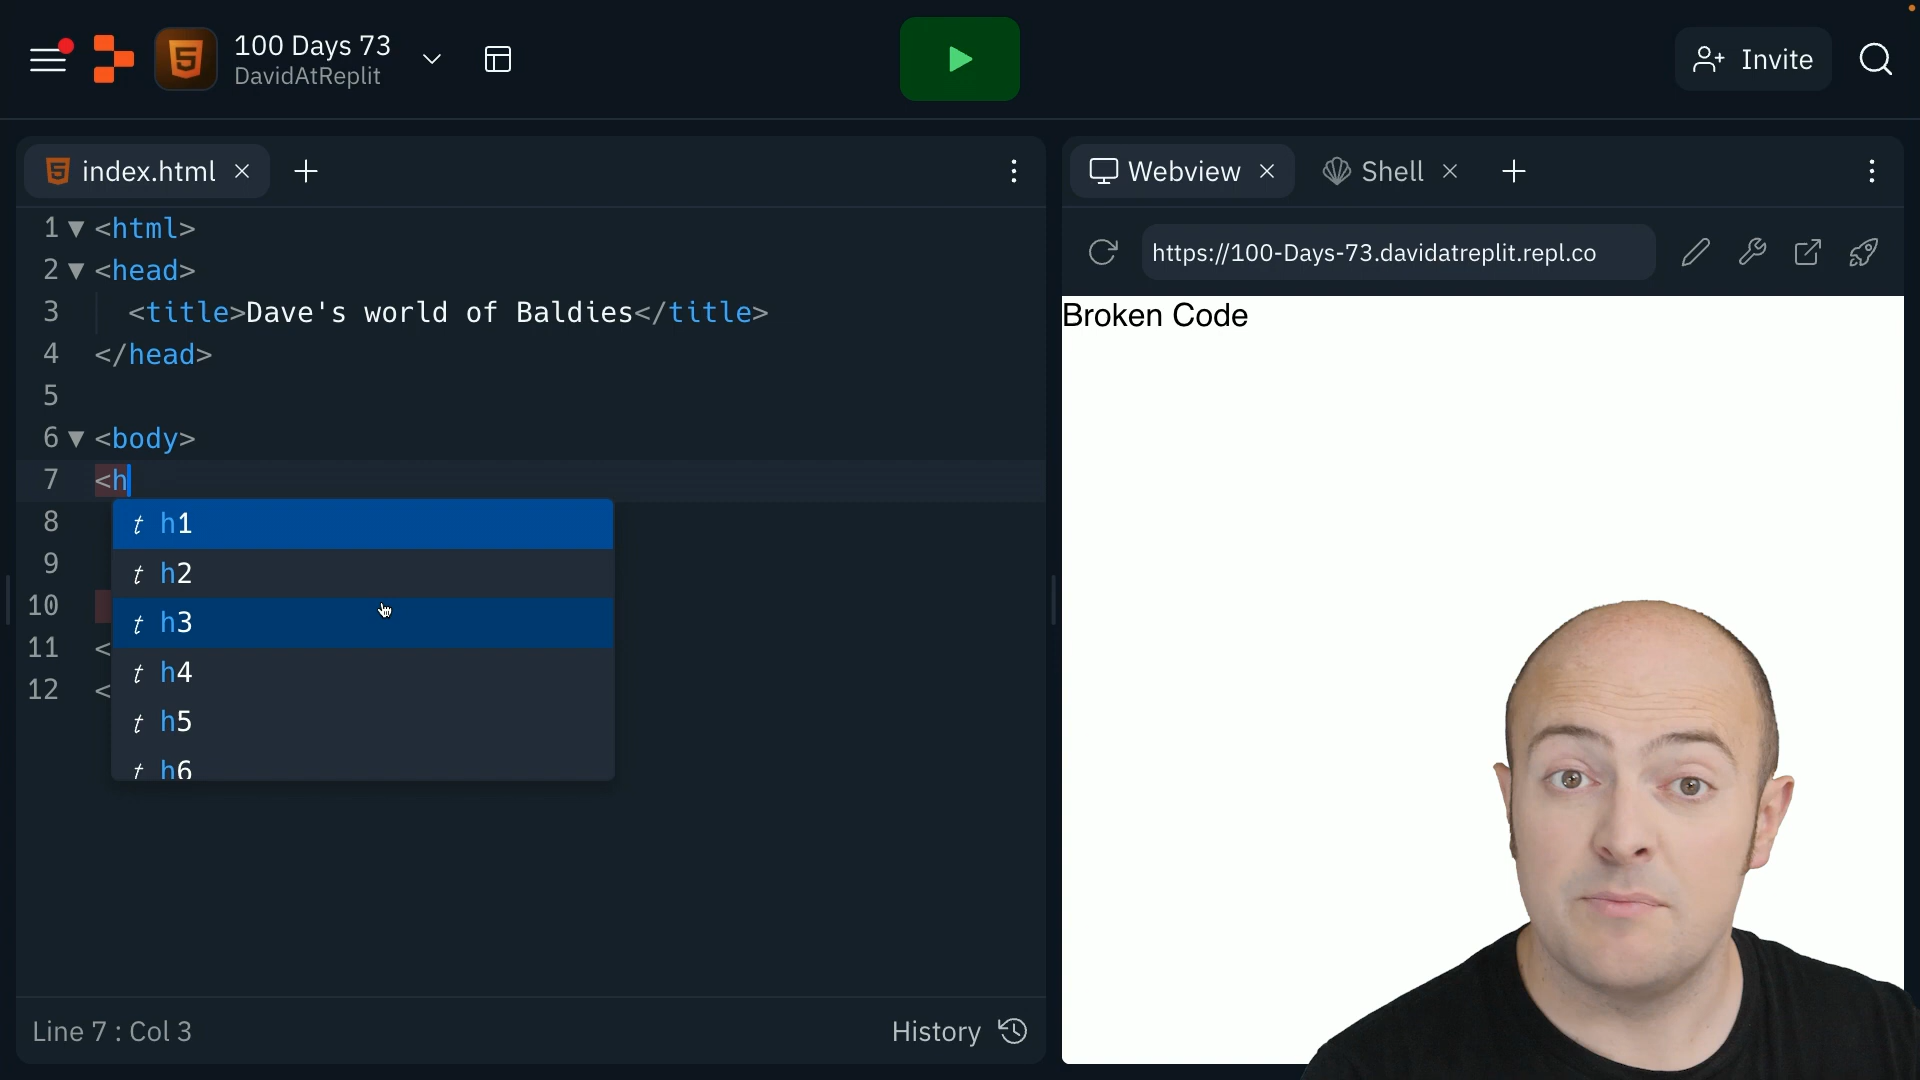 100 Days 73
DavidAtReplit
Invite
index.html
Webview
Shell
https://100-Days-73.davidatreplit.repl.co
1 <html>
2 <head>
3 <title>Dave's world of Baldies</title>
4 </head>
5
6 <body>
7 <h
8
9
10
11 <
12 <
h1
h2
h3
h4
h5
h6
Broken Code
Line 7 : Col 3
History